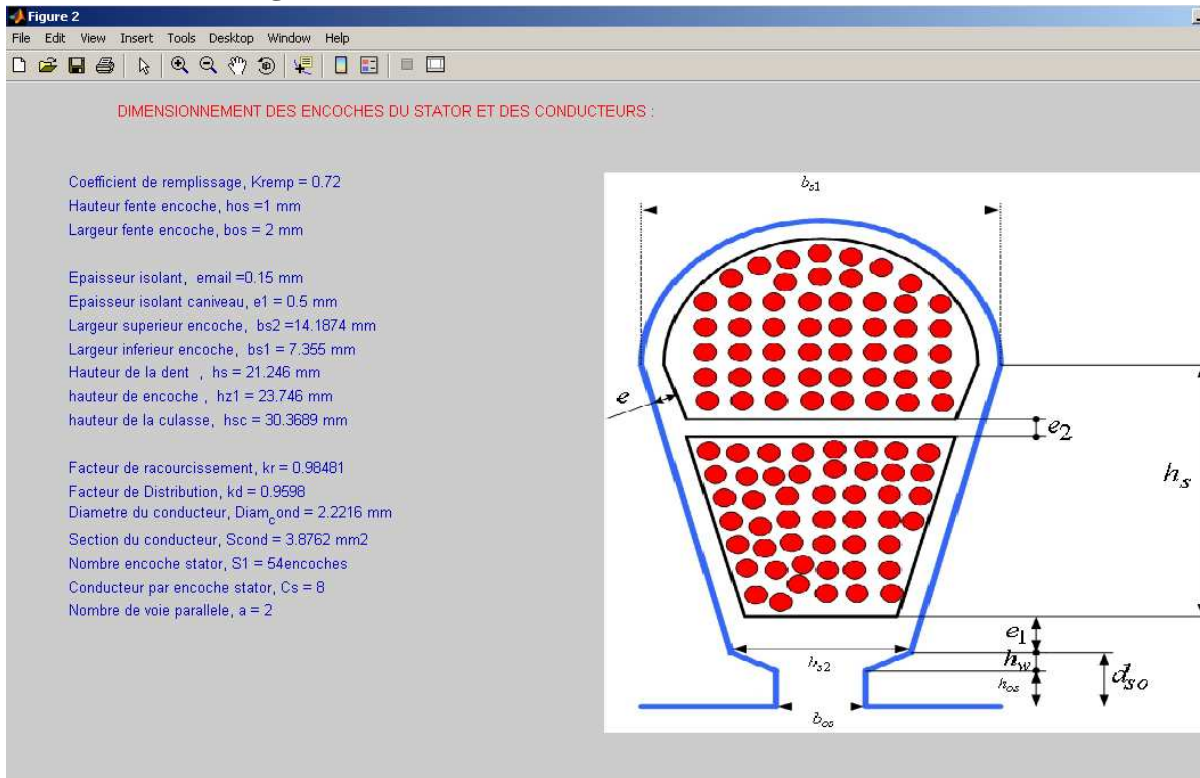 Figure 2
File Edit View Insert Tools Desktop Window Help
DIMENSIONNEMENT DES ENCOCHES DU STATOR ET DES CONDUCTEURS :
Coefficient de remplissage, Kremp = 0.72
Hauteur fente encoche, hos =1 mm
Largeur fente encoche, bos = 2 mm
Epaisseur isolant, email =0.15 mm
Epaisseur isolant caniveau, e1 = 0.5 mm
Largeur superieur encoche, bs2 =14.1874 mm
Largeur inferieur encoche, bs1 = 7.355 mm
Hauteur de la dent , hs = 21.246 mm
hauteur de encoche , hz1 = 23.746 mm
hauteur de la culasse, hsc = 30.3689 mm
Facteur de racourcissement, kr = 0.98481
Facteur de Distribution, kd = 0.9598
Diametre du conducteur, Diam_cond = 2.2216 mm
Section du conducteur, Scond = 3.8762 mm2
Nombre encoche stator, S1 = 54encoches
Conducteur par encoche stator, Cs = 8
Nombre de voie parallele, a = 2
b_s1
e
e_2
h_s
e_1
b_s2
h_w
h_os
d_so
b_os